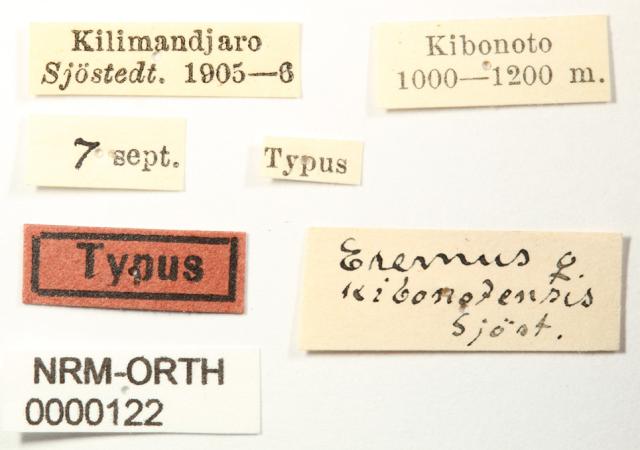 Kilimandjaro
Sjöstedt. 1905—6
Kibonoto
1000—1200 m.
7 sept.
Typus
Typus
Eremus ♀.
Kibonotensis
Sjöst.
NRM-ORTH
0000122